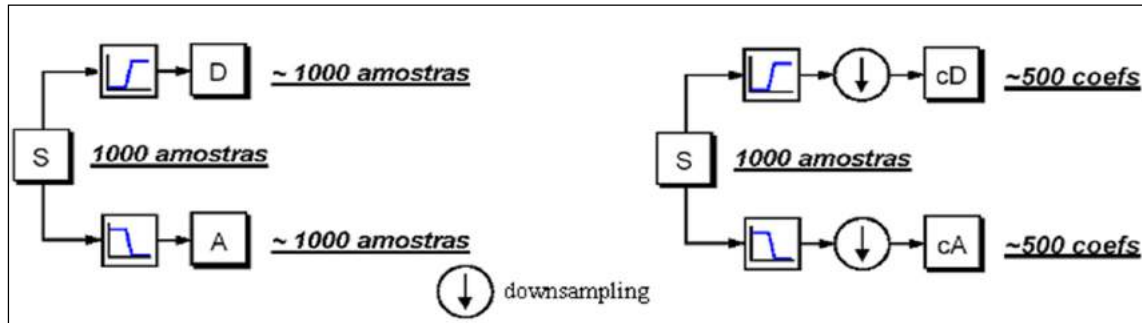 D
~ 1000 amostras
S
1000 amostras
A
~ 1000 amostras
cD
~500 coefs
S
1000 amostras
cA
~500 coefs
downsampling